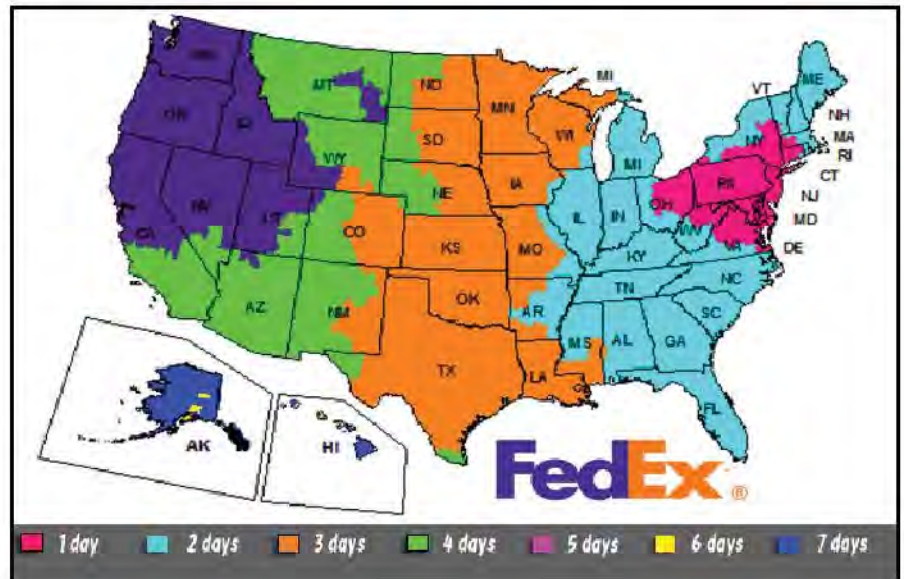 MI
VT
ME
MT
ND
MN
NH
OR
ID
SD
WI
NY
MA
WY
MI
RI
CT
IA
PA
NE
NJ
NV
UT
OH
IL
IN
MD
CO
WV
CA
VA
DE
KS
MO
KY
NC
TN
OK
AZ
NM
AR
SC
MS
AL
GA
TX
LA
FL
AK
HI
FedEx®
1 day
2 days
3 days
4 days
5 days
6 days
7 days